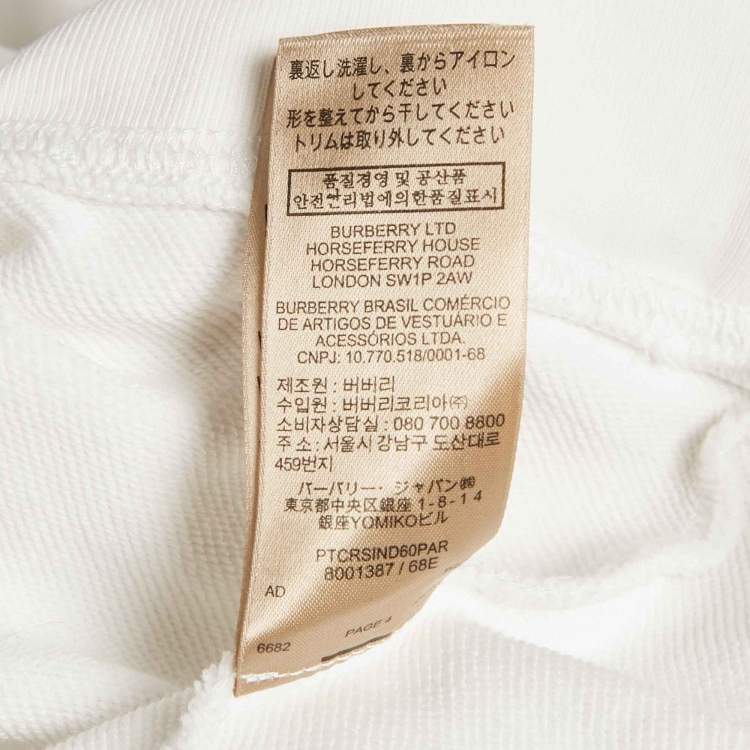 裏返し洗濯し、裏からアイロン
してください
形を整えてから干してください
トリムは取り外してください
품질경영 및 공산품
안전관리법에의한품질표시
BURBERRY LTD
HORSEFERRY HOUSE
HORSEFERRY ROAD
LONDON SW1P 2AW
BURBERRY BRASIL COMÉRCIO
DE ARTIGOS DE VESTUÁRIO E
ACESSÓRIOS LTDA.
CNPJ: 10.770.518/0001-68
제조원 : 버버리
수입원 : 버버리코리아㈜
소비자상담실 : 080 700 8800
주 소 : 서울시 강남구 도산대로
459번지
バーバリー・ジャパン㈱
東京都中央区銀座 1-8-14
銀座YOMIKOビル
PTCRSIND60PAR
8001387 / 68E
AD
6682
PAGE 4